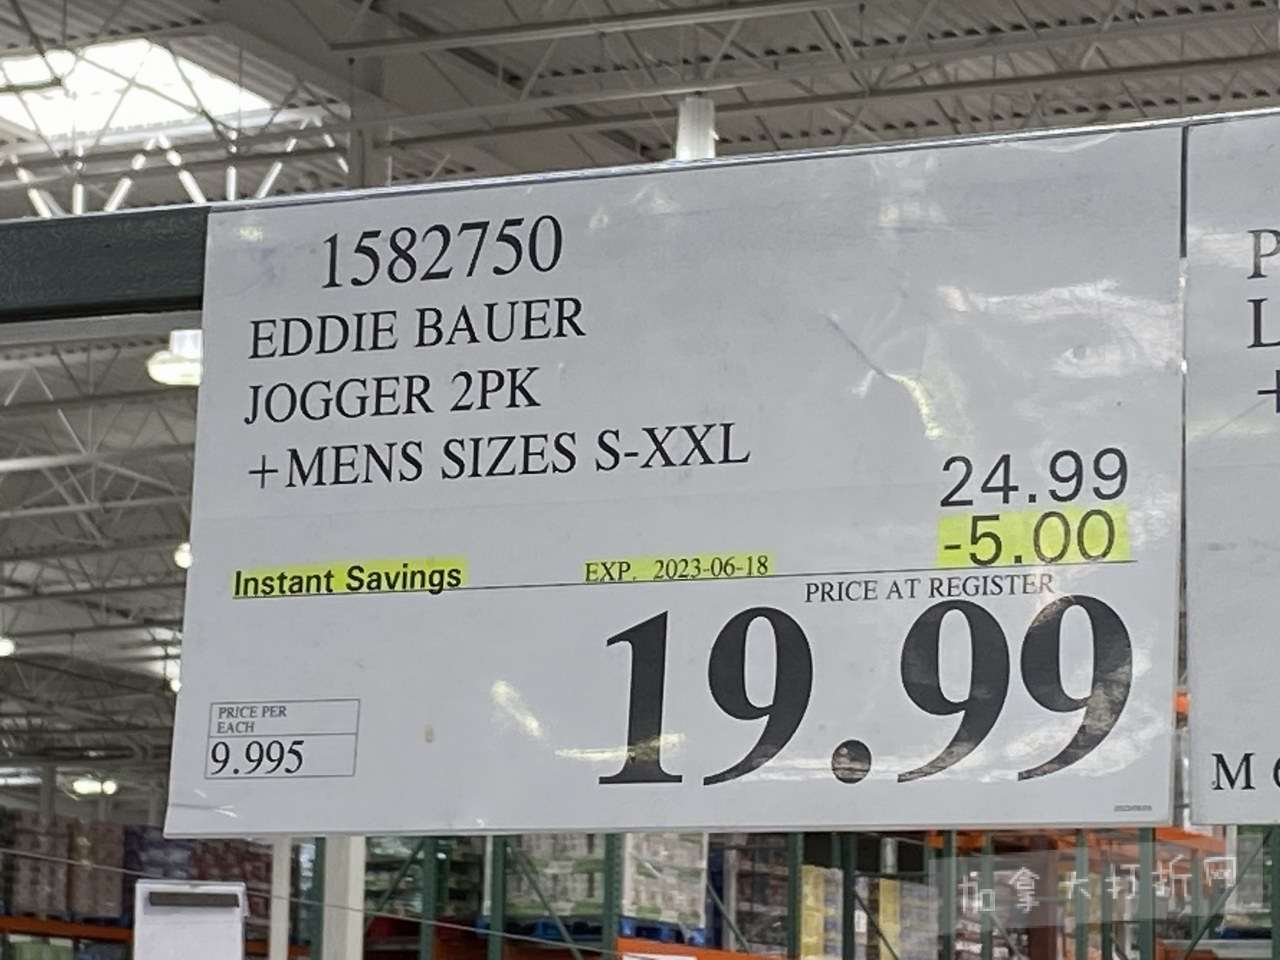 1582750
EDDIE BAUER
JOGGER 2PK
+MENS SIZES S-XXL
24.99
-5.00
Instant Savings
EXP. 2023-06-18
PRICE AT REGISTER
19.99
PRICE PER
EACH
9.995
P
L
+
M
加拿大打折网